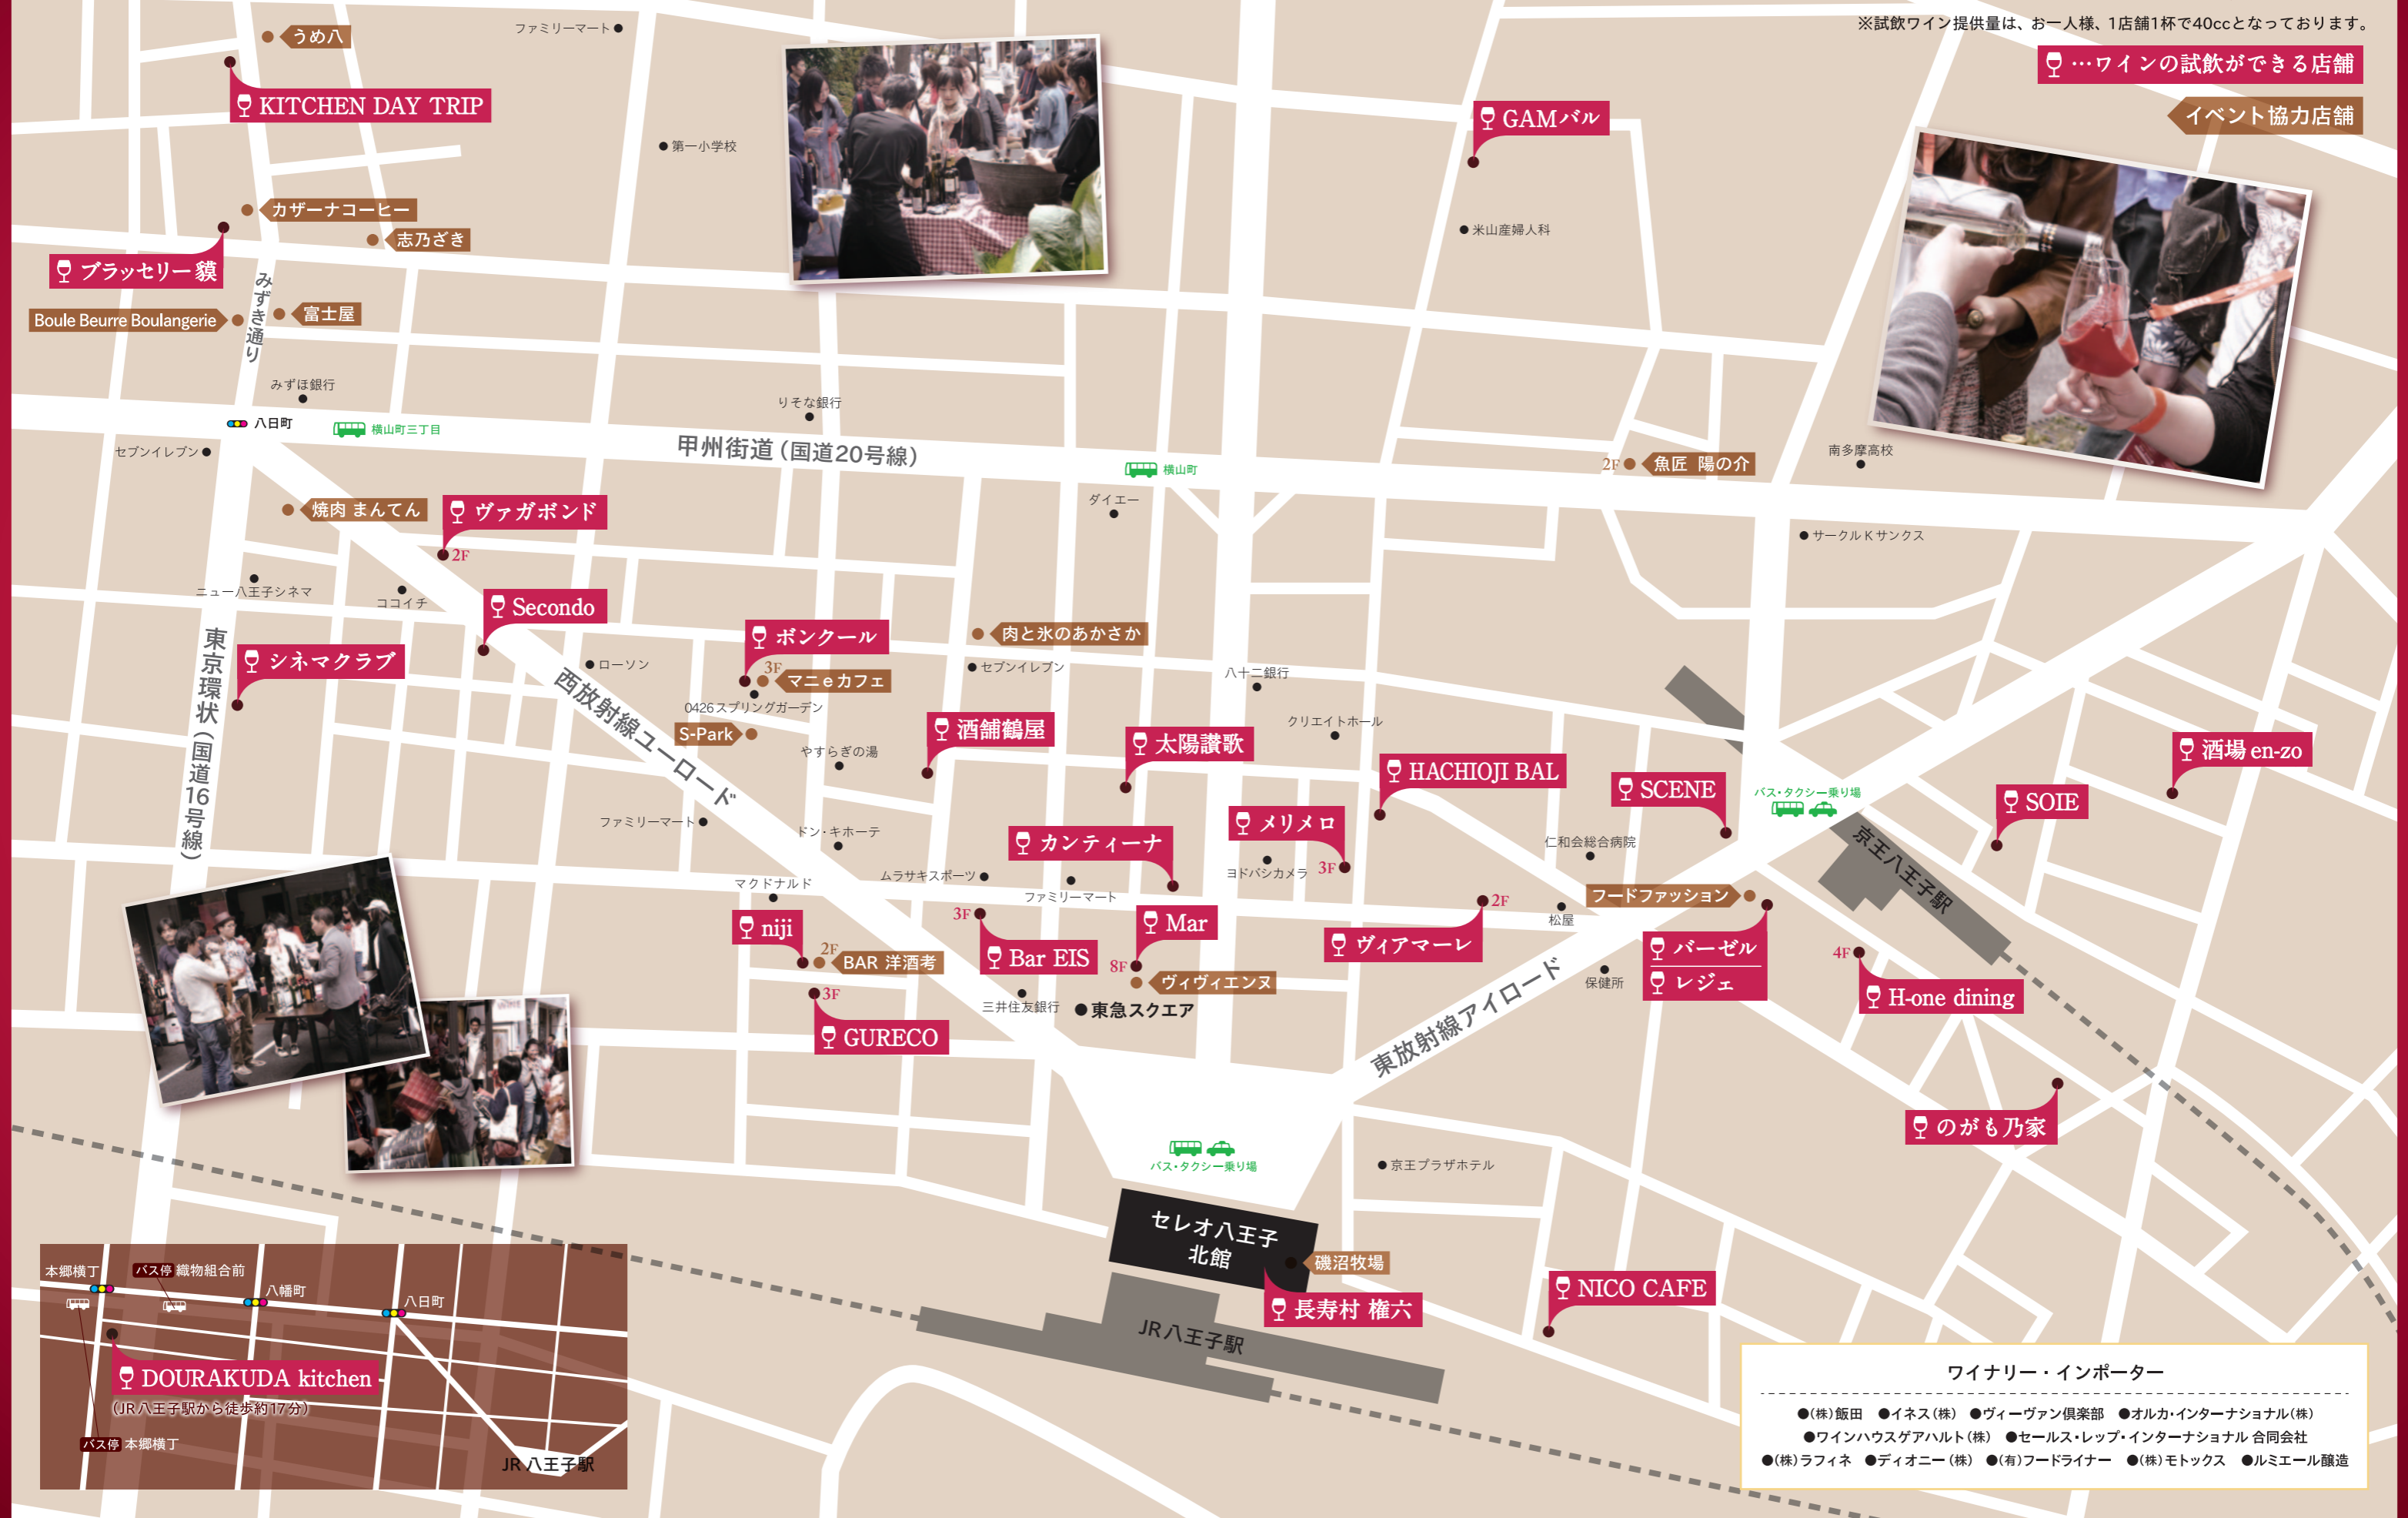 ※試飲ワイン提供量は、お一人様、1店舗1杯で40ccとなっております。
…ワインの試飲ができる店舗
イベント協力店舗
うめ八
ファミリーマート
KITCHEN DAY TRIP
第一小学校
GAMバル
米山産婦人科
カザーナコーヒー
志乃ざき
ブラッセリー貘
みずき通り
Boule Beurre Boulangerie
富士屋
みずほ銀行
りそな銀行
八日町
横山町三丁目
セブンイレブン
甲州街道（国道20号線）
横山町
ダイエー
2F 魚匠 陽の介
南多摩高校
サークルKサンクス
焼肉 まんてん
ヴァガボンド
2F
ニュー八王子シネマ
ココイチ
Secondo
東京環状（国道16号線）
シネマクラブ
ローソン
西放射線ユーロード
ボンクール
3F
マニeカフェ
0426スプリングガーデン
S-Park
やすらぎの湯
肉と氷のあかさか
セブンイレブン
八十二銀行
クリエイトホール
酒舗鶴屋
太陽讃歌
HACHIOJI BAL
SCENE
バス・タクシー乗り場
酒場 en-zo
SOIE
京王八王子駅
ファミリーマート
ドン・キホーテ
カンティーナ
メリメロ
3F
ヨドバシカメラ
仁和会総合病院
マクドナルド
ムラサキスポーツ
ファミリーマート
フードファッション
松屋
niji
2F
BAR 洋酒考
3F
Bar EIS
Mar
8F
ヴィヴィエンヌ
2F
ヴィアマーレ
バーゼル
レジェ
4F
H-one dining
保健所
3F
GURECO
三井住友銀行
東急スクエア
東放射線アイロード
のがも乃家
バス・タクシー乗り場
京王プラザホテル
セレオ八王子
北館
磯沼牧場
長寿村 権六
NICO CAFE
JR八王子駅
本郷横丁
バス停 織物組合前
八幡町
八日町
DOURAKUDA kitchen
（JR八王子駅から徒歩約17分）
バス停 本郷横丁
JR 八王子駅
ワイナリー・インポーター
●（株）飯田 ●イネス（株） ●ヴィーヴァン倶楽部 ●オルカ・インターナショナル（株）
●ワインハウスゲアハルト（株） ●セールス・レップ・インターナショナル 合同会社
●（株）ラフィネ ●ディオニー（株） ●（有）フードライナー ●（株）モトックス ●ルミエール醸造